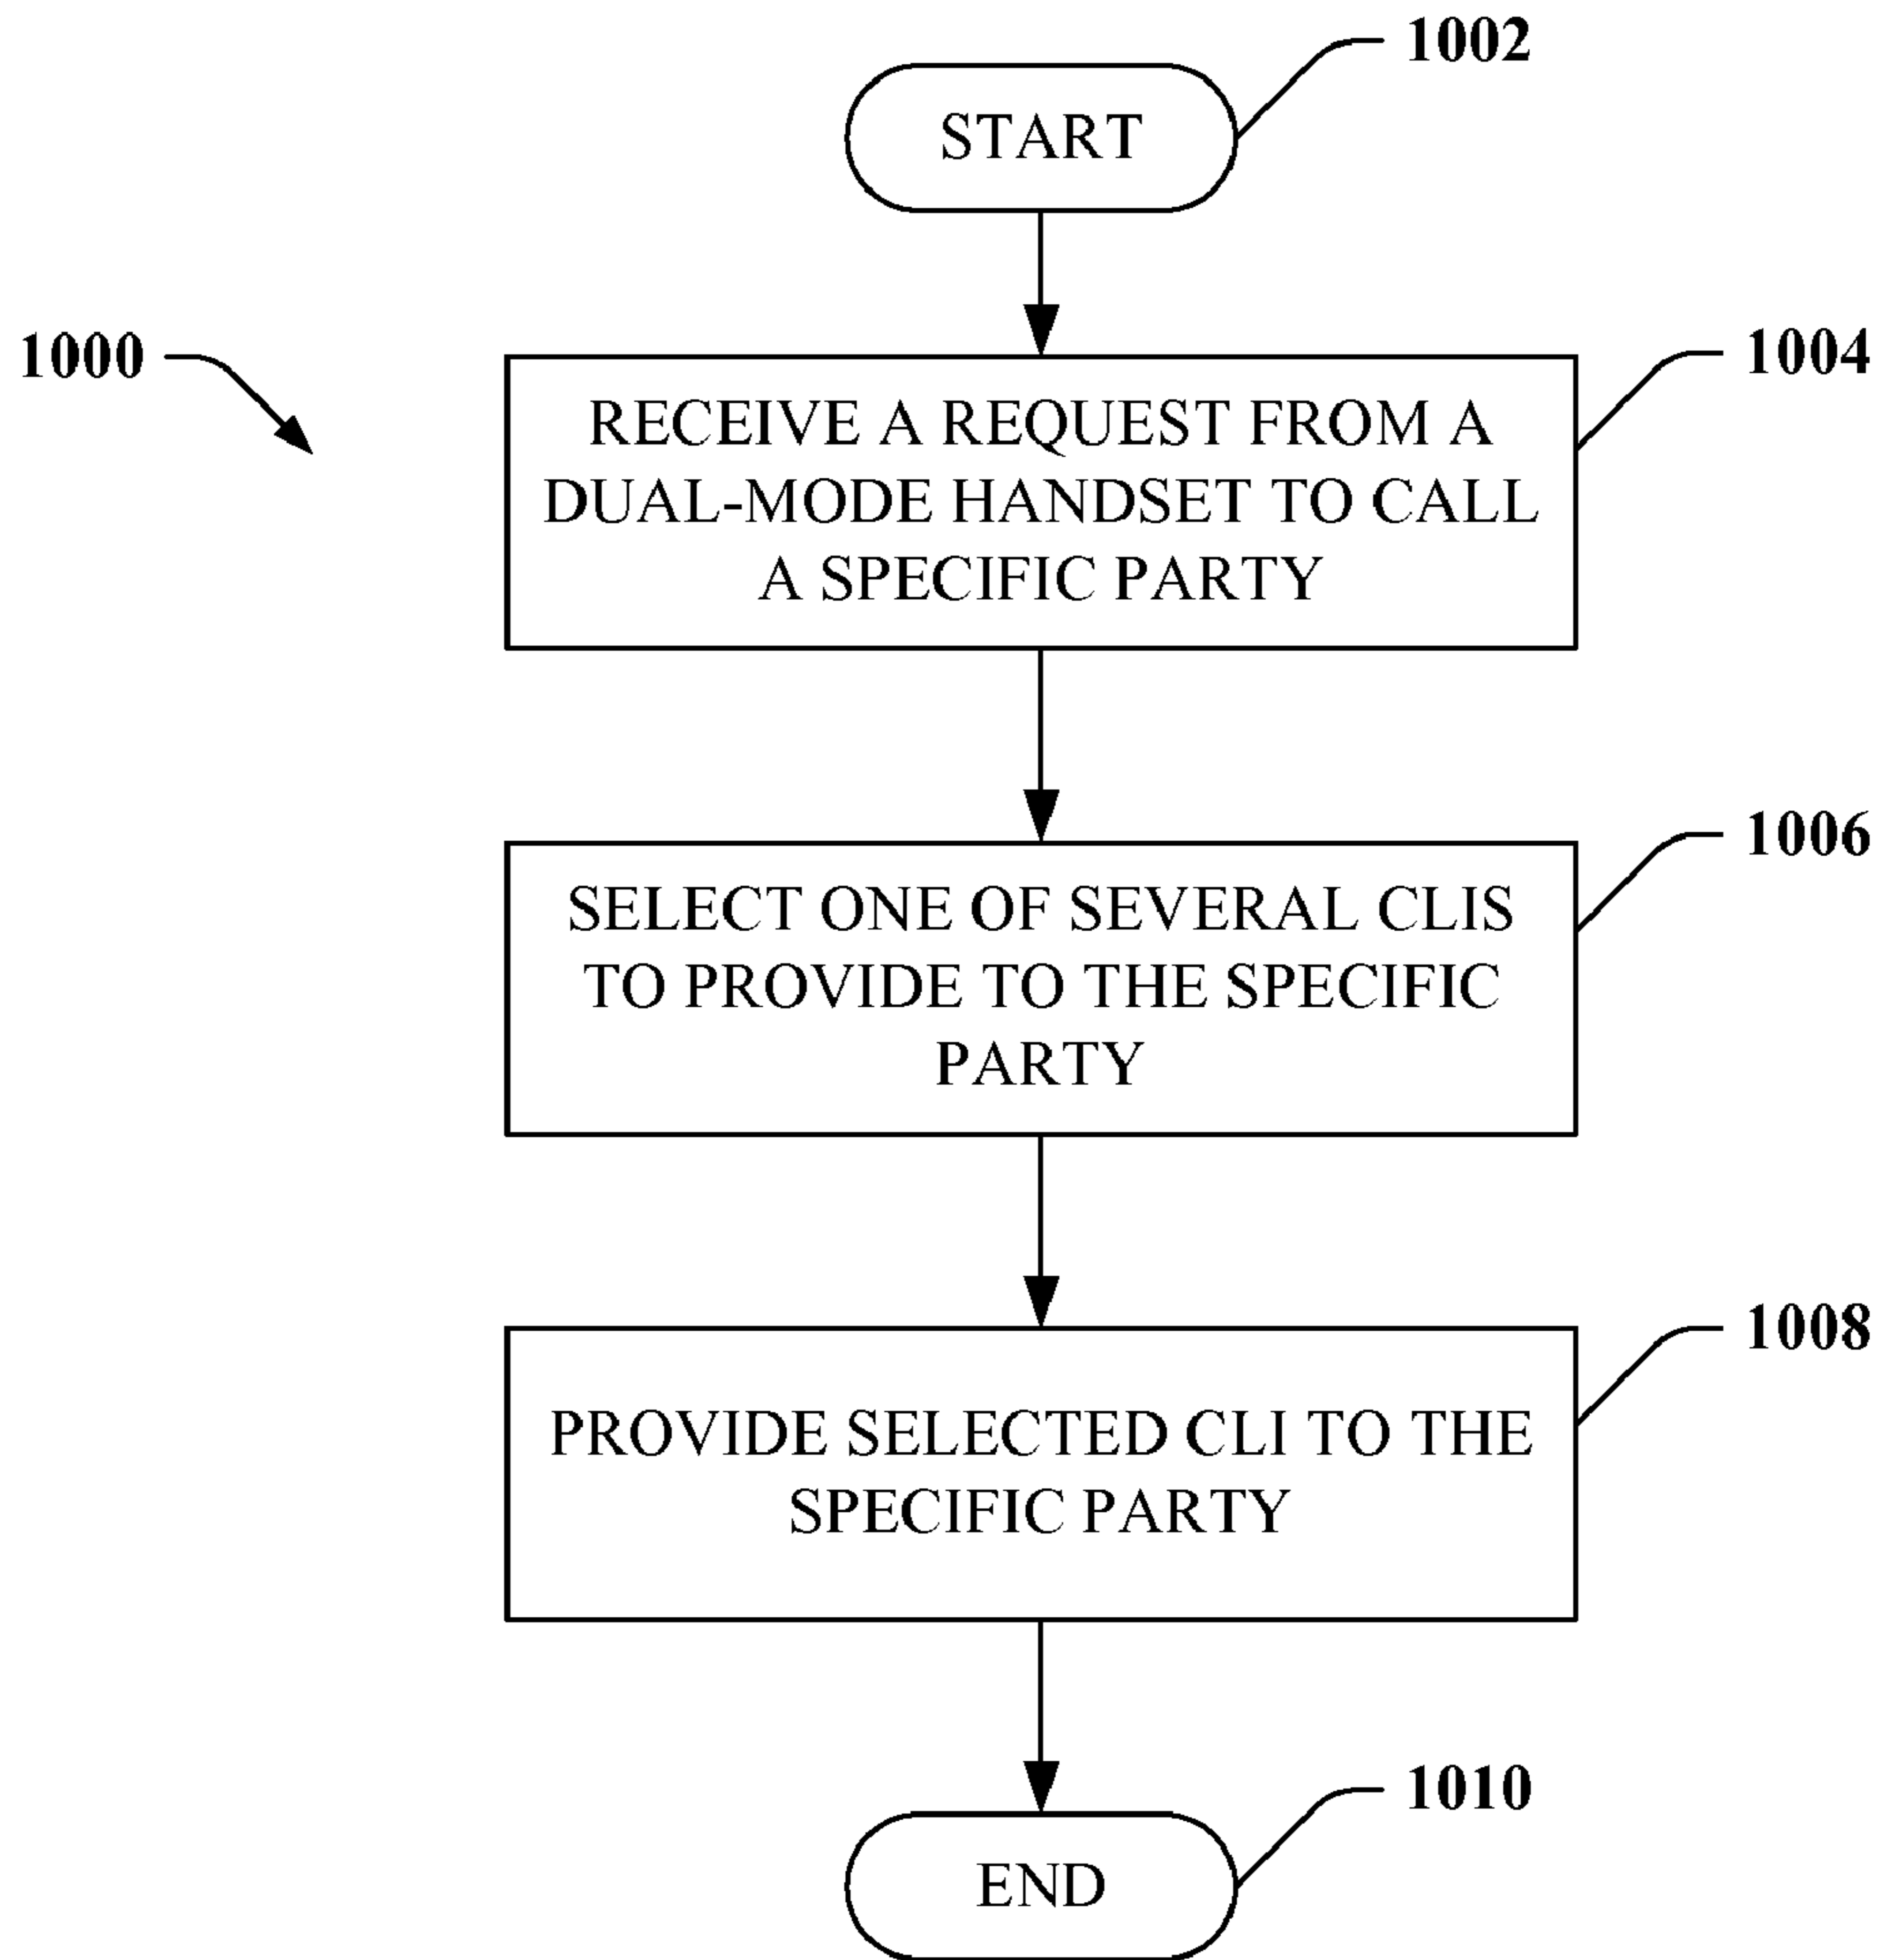 1002
START
1000
1004
RECEIVE A REQUEST FROM A
DUAL-MODE HANDSET TO CALL
A SPECIFIC PARTY
1006
SELECT ONE OF SEVERAL CLIS
TO PROVIDE TO THE SPECIFIC
PARTY
1008
PROVIDE SELECTED CLI TO THE
SPECIFIC PARTY
1010
END